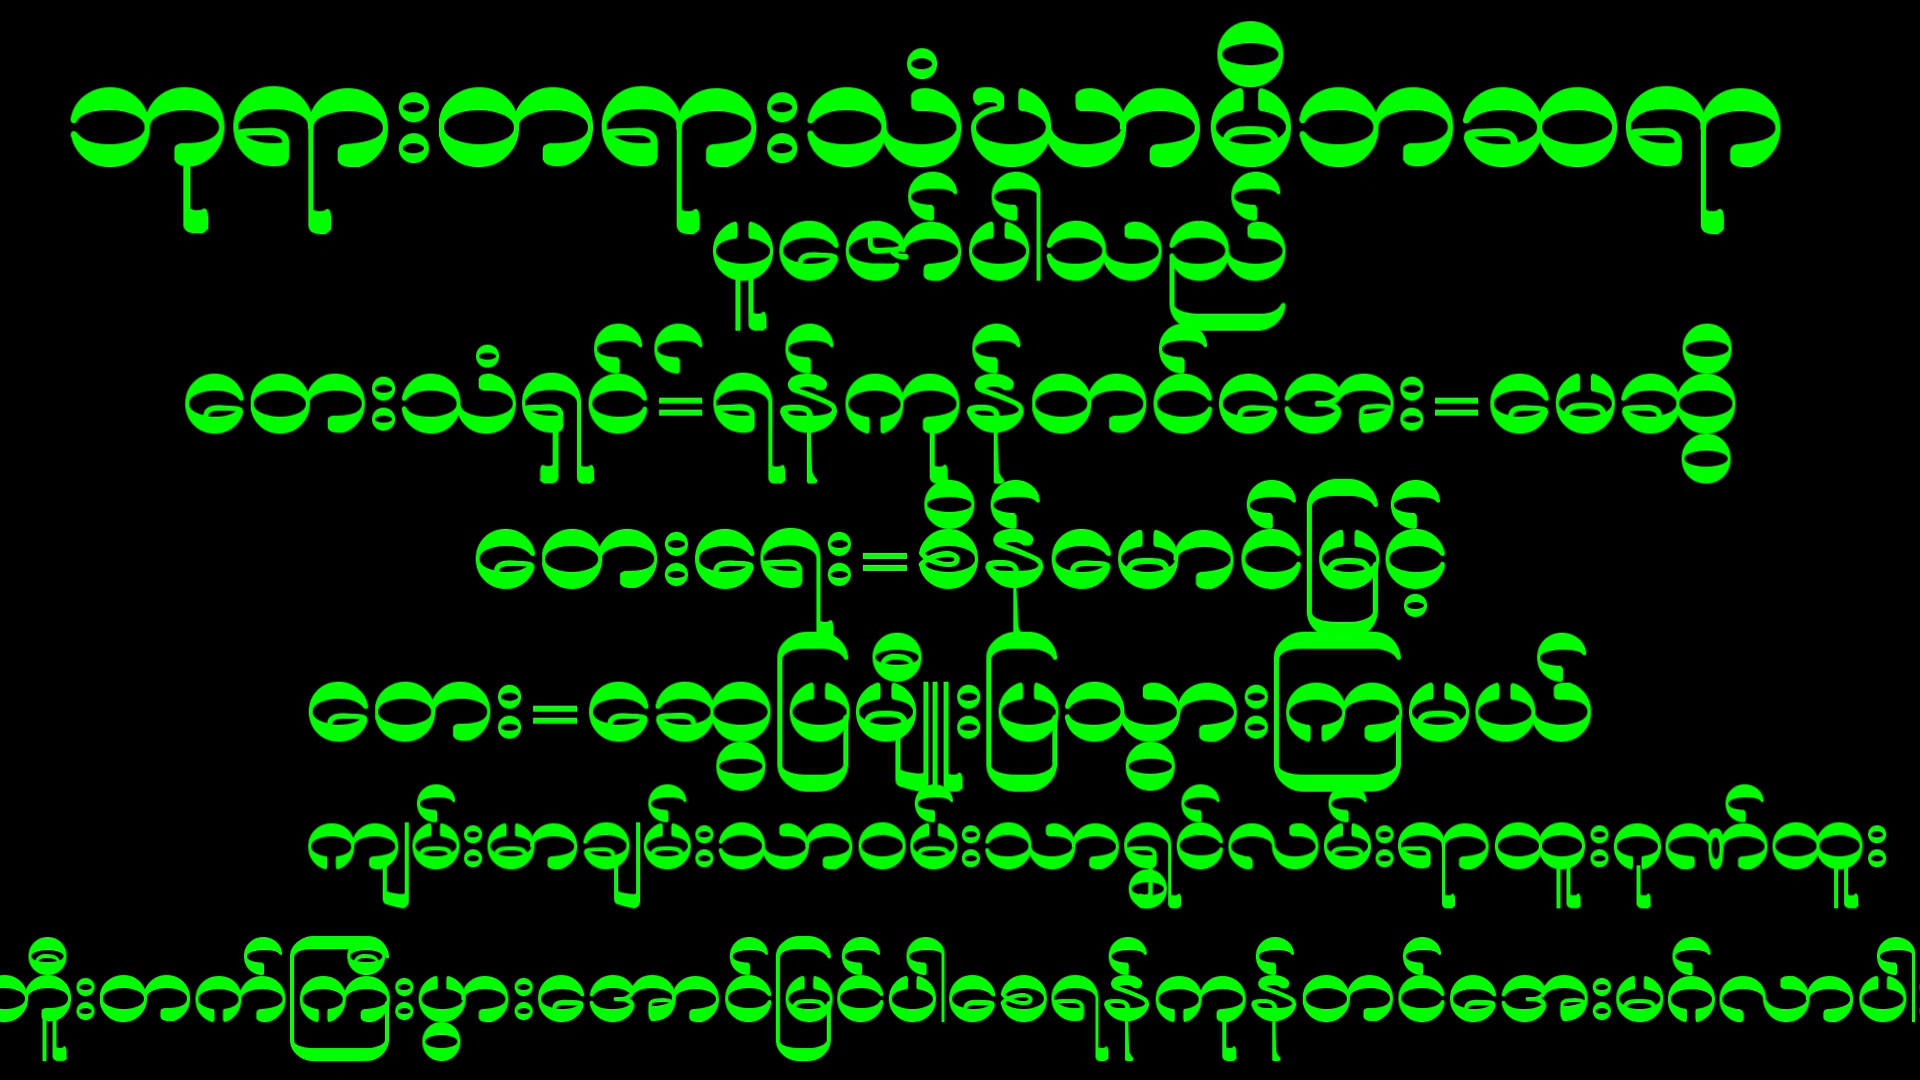 ဘုရားတရားသံဃာမိဘဆရာ
ပူဇော်ပါသည်
တေးသံရှင််=ရန်ကုန်တင်အေး=မေဆွိ
တေးရေး=စိန်မောင်မြင့်
တေး=ဆွေပြမျိုးပြသွားကြမယ်
ကျမ်းမာချမ်းသာဝမ်းသာရွှင်လမ်းရာထူးဂုဏ်ထူး
တိုးတက်ကြီးပွားအောင်မြင်ပါစေရန်ကုန်တင်အေးမင်္ဂလာပါ